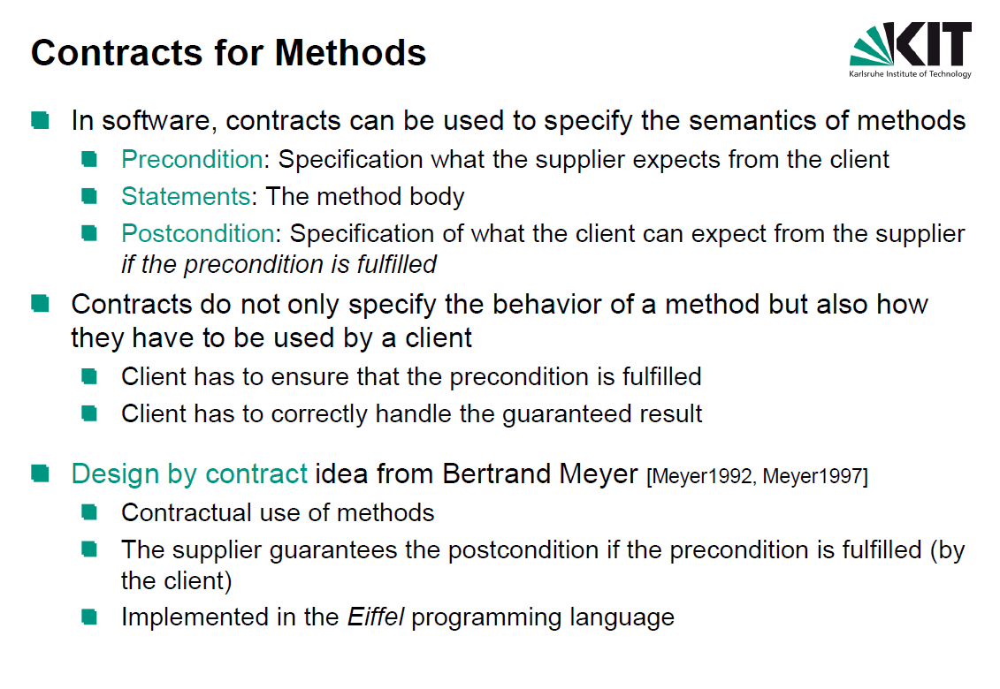 Contracts for Methods
KIT
Karlsruhe Institute of Technology
In software, contracts can be used to specify the semantics of methods
Precondition: Specification what the supplier expects from the client
Statements: The method body
Postcondition: Specification of what the client can expect from the supplier
if the precondition is fulfilled
Contracts do not only specify the behavior of a method but also how
they have to be used by a client
Client has to ensure that the precondition is fulfilled
Client has to correctly handle the guaranteed result
Design by contract idea from Bertrand Meyer [Meyer1992, Meyer1997]
Contractual use of methods
The supplier guarantees the postcondition if the precondition is fulfilled (by
the client)
Implemented in the Eiffel programming language